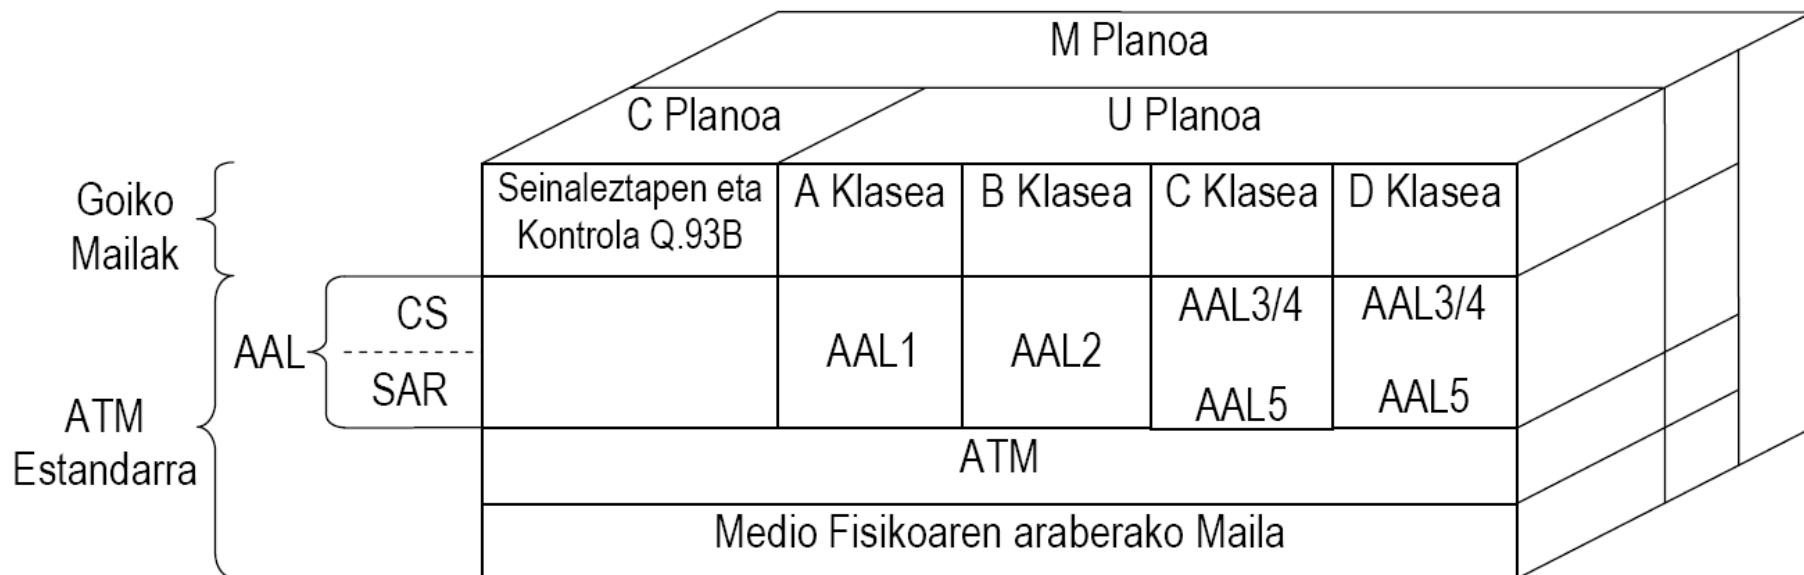 M Planoa
C Planoa
U Planoa
Goiko
Mailak
Seinaleztapen eta
Kontrola Q.93B
A Klasea
B Klasea
C Klasea
D Klasea
ATM
Estandarra
AAL
CS
SAR
AAL1
AAL2
AAL3/4
AAL5
AAL3/4
AAL5
ATM
Medio Fisikoaren araberako Maila